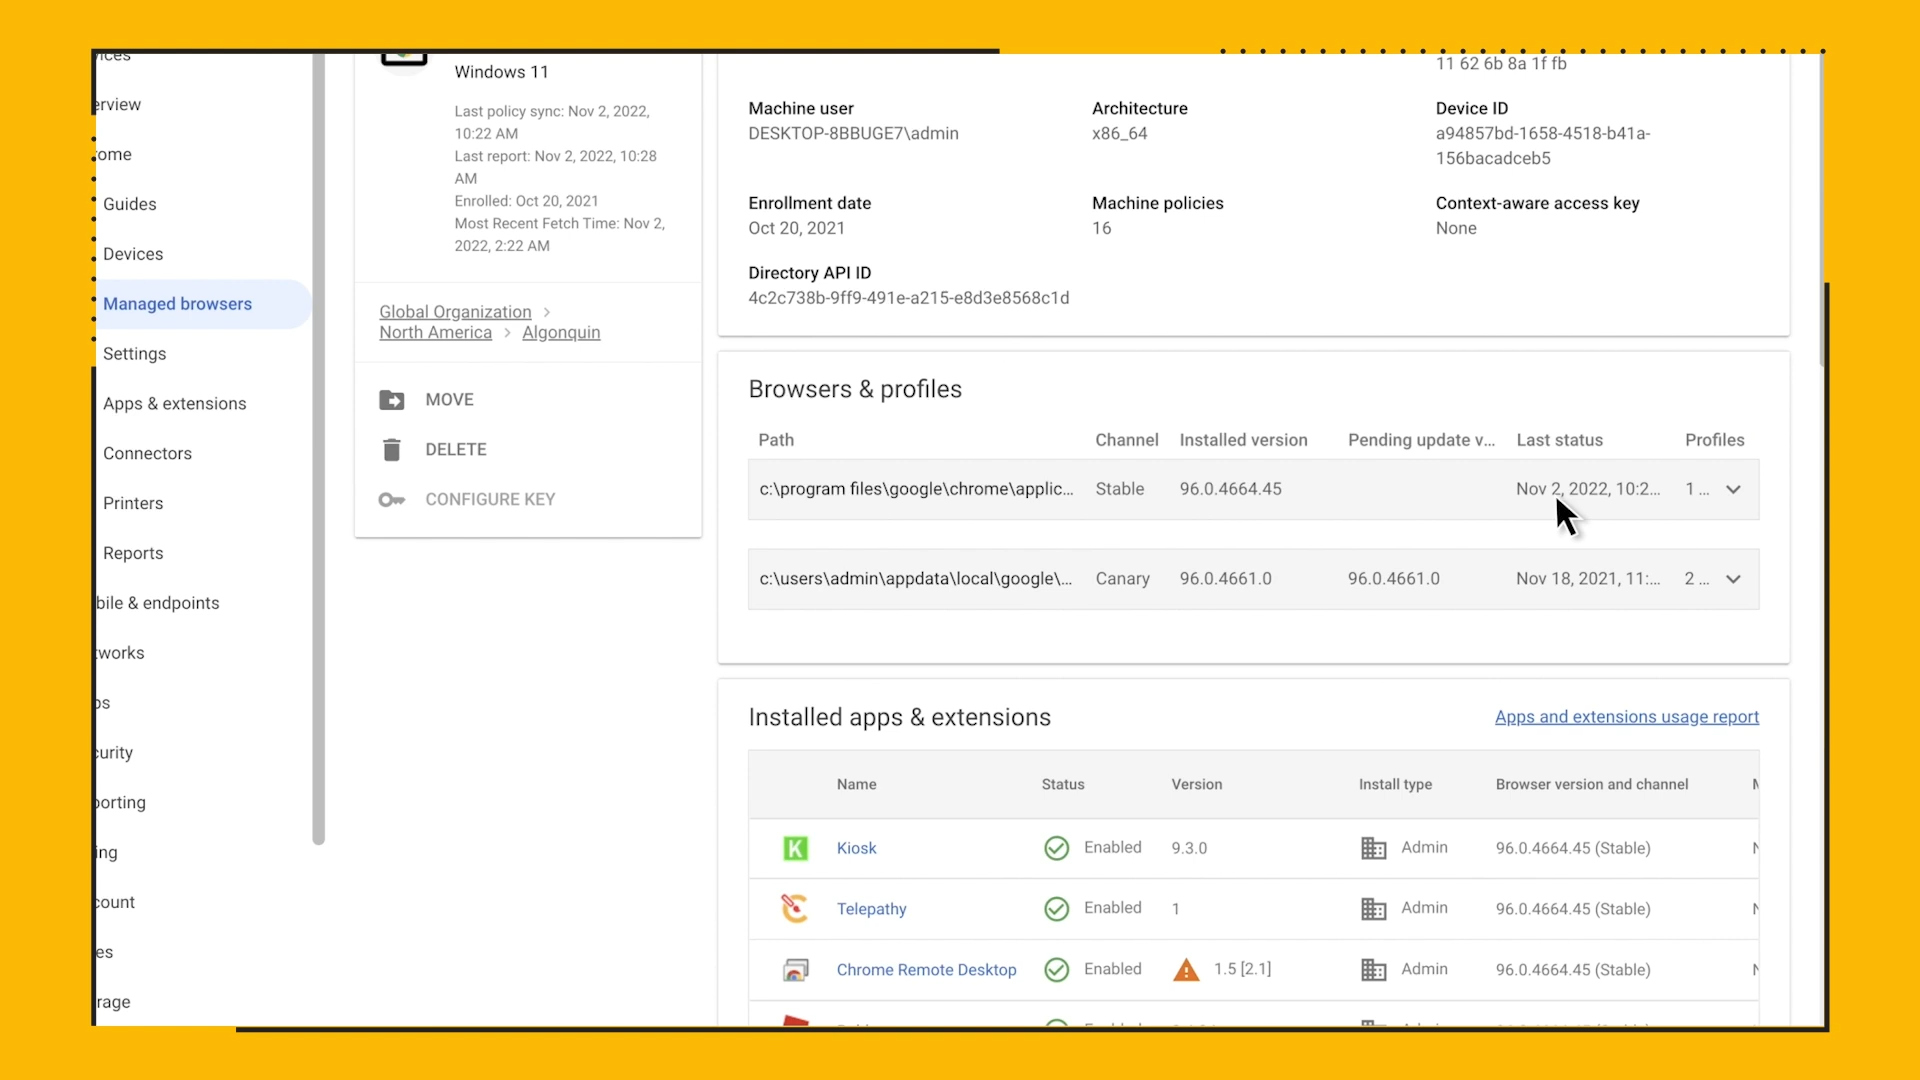 ices
erview
ome
Guides
Devices
Managed browsers
Settings
Apps & extensions
Connectors
Printers
Reports
bile & endpoints
works
os
curity
porting
ing
count
es
rage
Windows 11
Last policy sync: Nov 2, 2022,
10:22 AM
Last report: Nov 2, 2022, 10:28
AM
Enrolled: Oct 20, 2021
Most Recent Fetch Time: Nov 2,
2022, 2:22 AM
Global Organization >
North America > Algonquin
MOVE
DELETE
CONFIGURE KEY
11 62 6b 8a 1f fb
Machine user Architecture Device ID
DESKTOP-8BBUGE7\admin x86_64 a94857bd-1658-4518-b41a-
156bacadceb5
Enrollment date Machine policies Context-aware access key
Oct 20, 2021 16 None
Directory API ID
4c2c738b-9ff9-491e-a215-e8d3e8568c1d
Browsers & profiles
Path Channel Installed version Pending update v... Last status Profiles
c:\program files\google\chrome\applic... Stable 96.0.4664.45 Nov 2, 2022, 10:2... 1 ...
c:\users\admin\appdata\local\google\... Canary 96.0.4661.0 96.0.4661.0 Nov 18, 2021, 11:... 2 ...
Installed apps & extensions Apps and extensions usage report
Name Status Version Install type Browser version and channel
K Kiosk Enabled 9.3.0 Admin 96.0.4664.45 (Stable)
Telepathy Enabled 1 Admin 96.0.4664.45 (Stable)
Chrome Remote Desktop Enabled 1.5 [2.1] Admin 96.0.4664.45 (Stable)